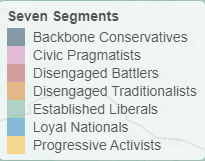 Seven Segments
Backbone Conservatives
Civic Pragmatists
Disengaged Battlers
Disengaged Traditionalists
Established Liberals
Loyal Nationals
Progressive Activists